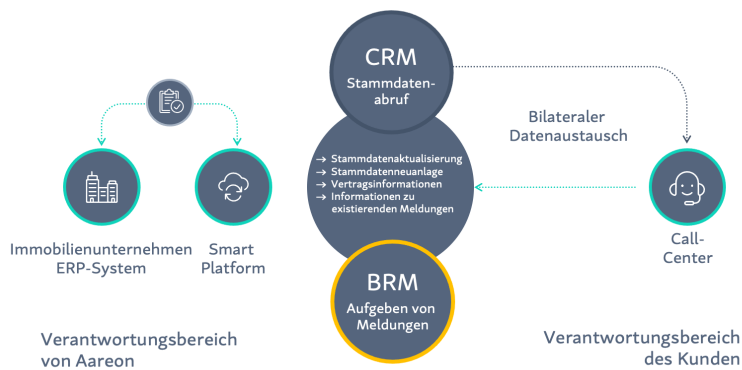 CRM
Stammdaten-
abruf
Bilateraler
Datenaustausch
→ Stammdatenaktualisierung
→ Stammdatenneuanlage
→ Vertragsinformationen
→ Informationen zu
existierenden Meldungen
Immobilienunternehmen
ERP-System
Smart
Platform
Call-
Center
BRM
Aufgeben von
Meldungen
Verantwortungsbereich
von Aareon
Verantwortungsbereich
des Kunden